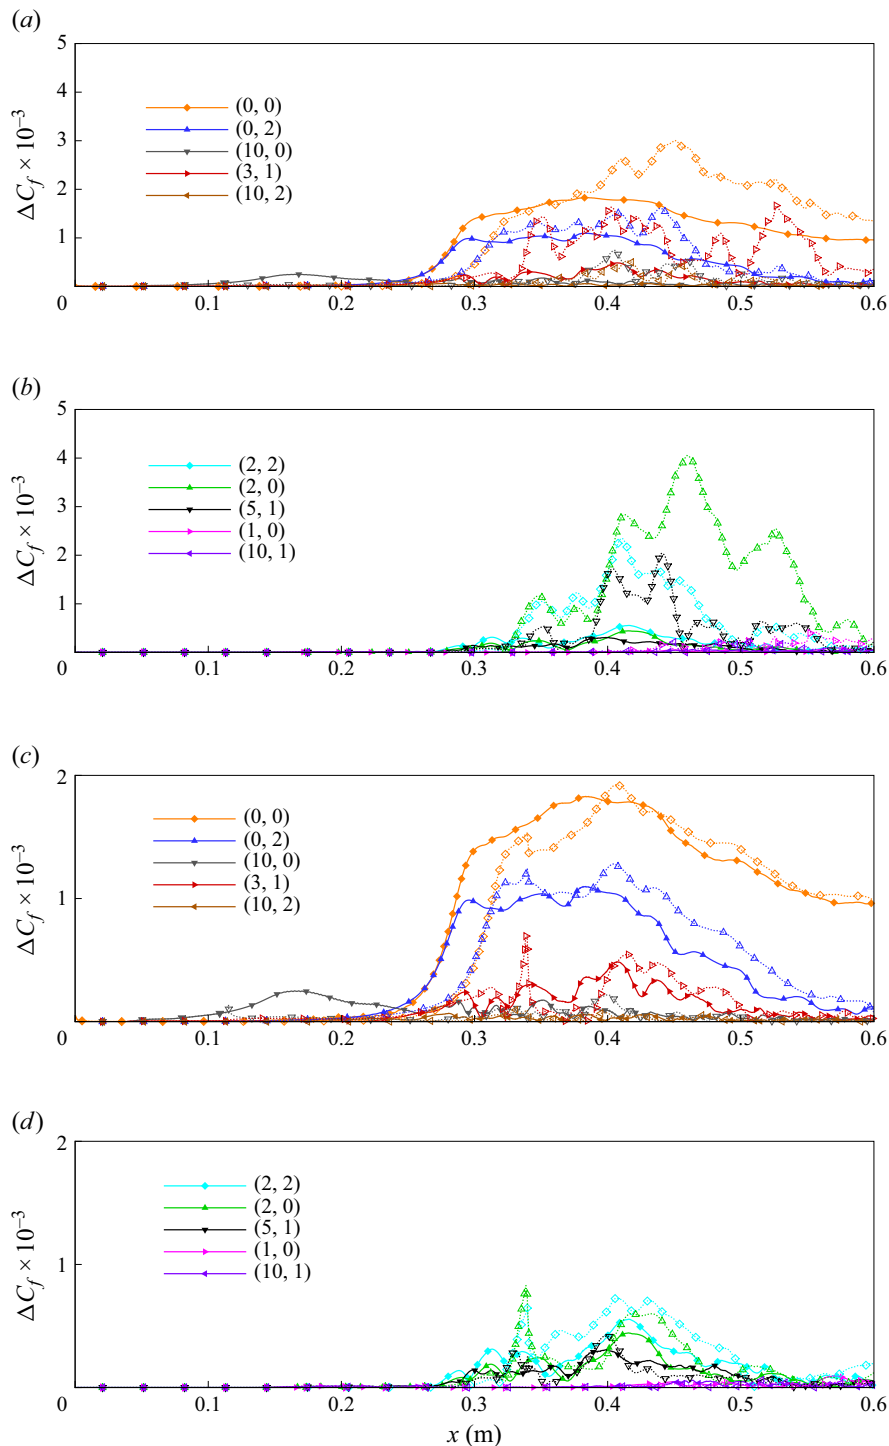 (a)
5
4
3
2
1
ΔC_f × 10⁻³
(0, 0)
(0, 2)
(10, 0)
(3, 1)
(10, 2)
0 0.1 0.2 0.3 0.4 0.5 0.6
(b)
5
4
3
2
1
ΔC_f × 10⁻³
(2, 2)
(2, 0)
(5, 1)
(1, 0)
(10, 1)
0 0.1 0.2 0.3 0.4 0.5 0.6
(c)
2
1
0
ΔC_f × 10⁻³
(0, 0)
(0, 2)
(10, 0)
(3, 1)
(10, 2)
0 0.1 0.2 0.3 0.4 0.5 0.6
(d)
2
1
0
ΔC_f × 10⁻³
(2, 2)
(2, 0)
(5, 1)
(1, 0)
(10, 1)
0 0.1 0.2 0.3 0.4 0.5 0.6
x (m)